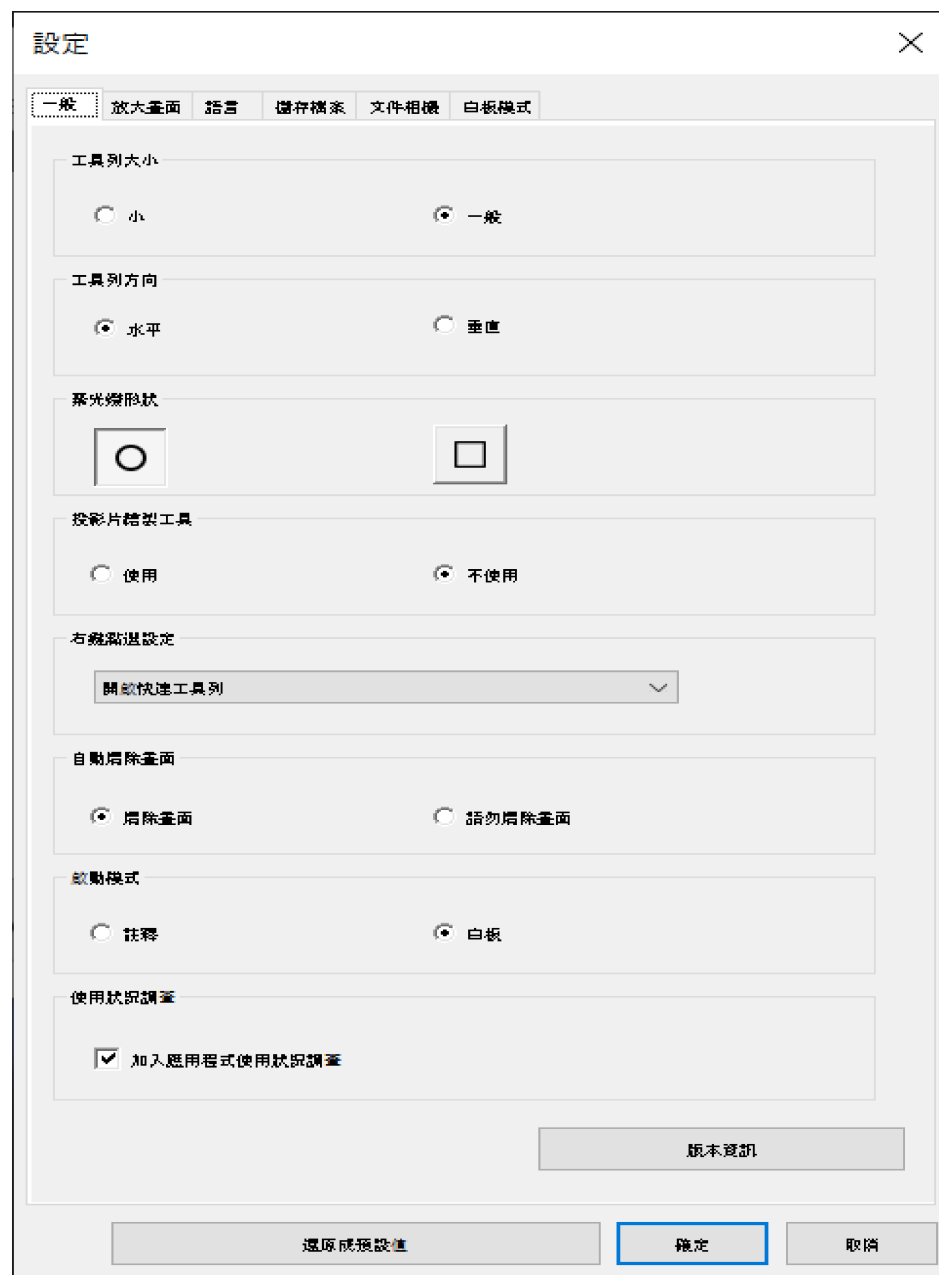 設定
一般 放大畫面 語言 儲存檔案 文件相機 白板模式
工具列大小
小 一般
工具列方向
水平 垂直
聚光燈形狀
投影片繪製工具
使用 不使用
右鍵點選設定
開啟快速工具列
自動清除畫面
清除畫面 請勿清除畫面
啟動模式
註釋 白板
使用狀況調查
加入應用程式使用狀況調查
版本資訊
還原成預設值 確定 取消